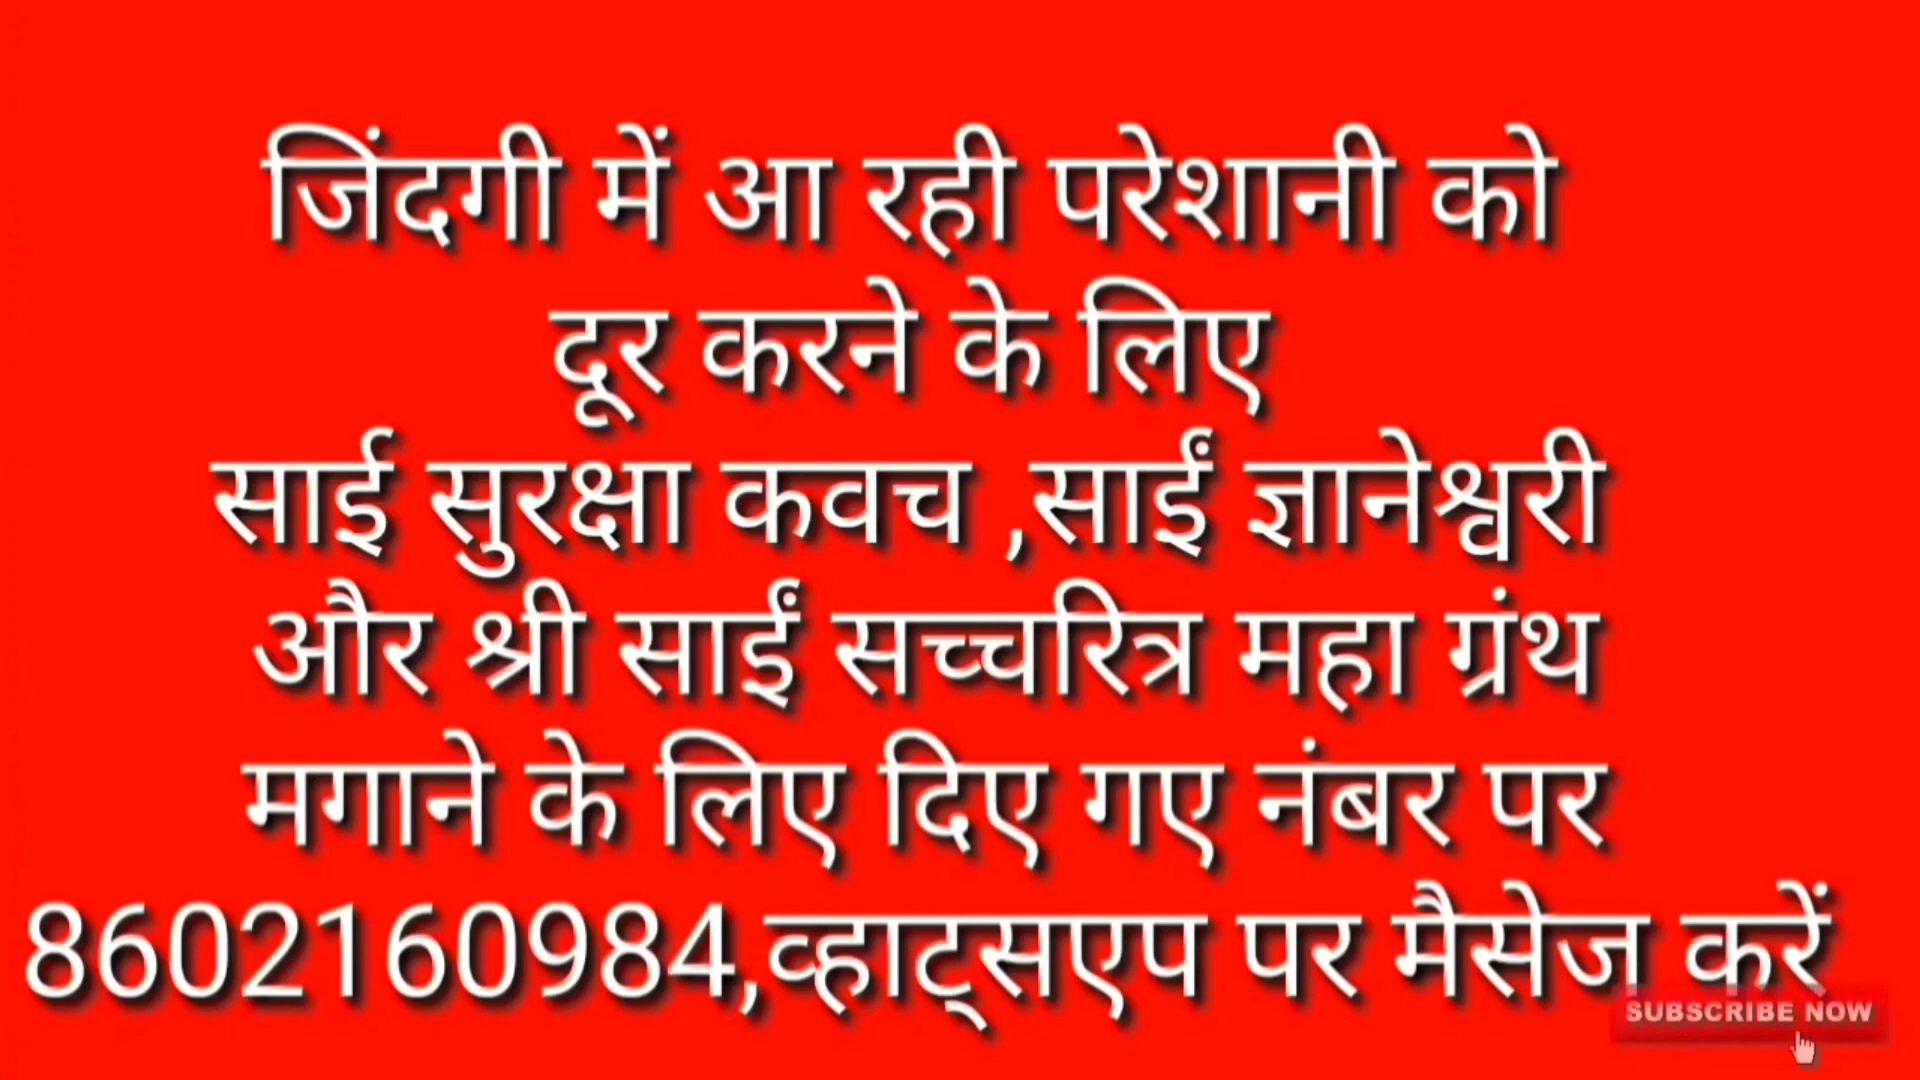 जिंदगी में आ रही परेशानी को
दूर करने के लिए
साई सुरक्षा कवच ,साईं ज्ञानेश्वरी
और श्री साईं सच्चरित्र महा ग्रंथ
मगाने के लिए दिए गए नंबर पर
8602160984,व्हाट्सएप पर मैसेज करें
SUBSCRIBE NOW